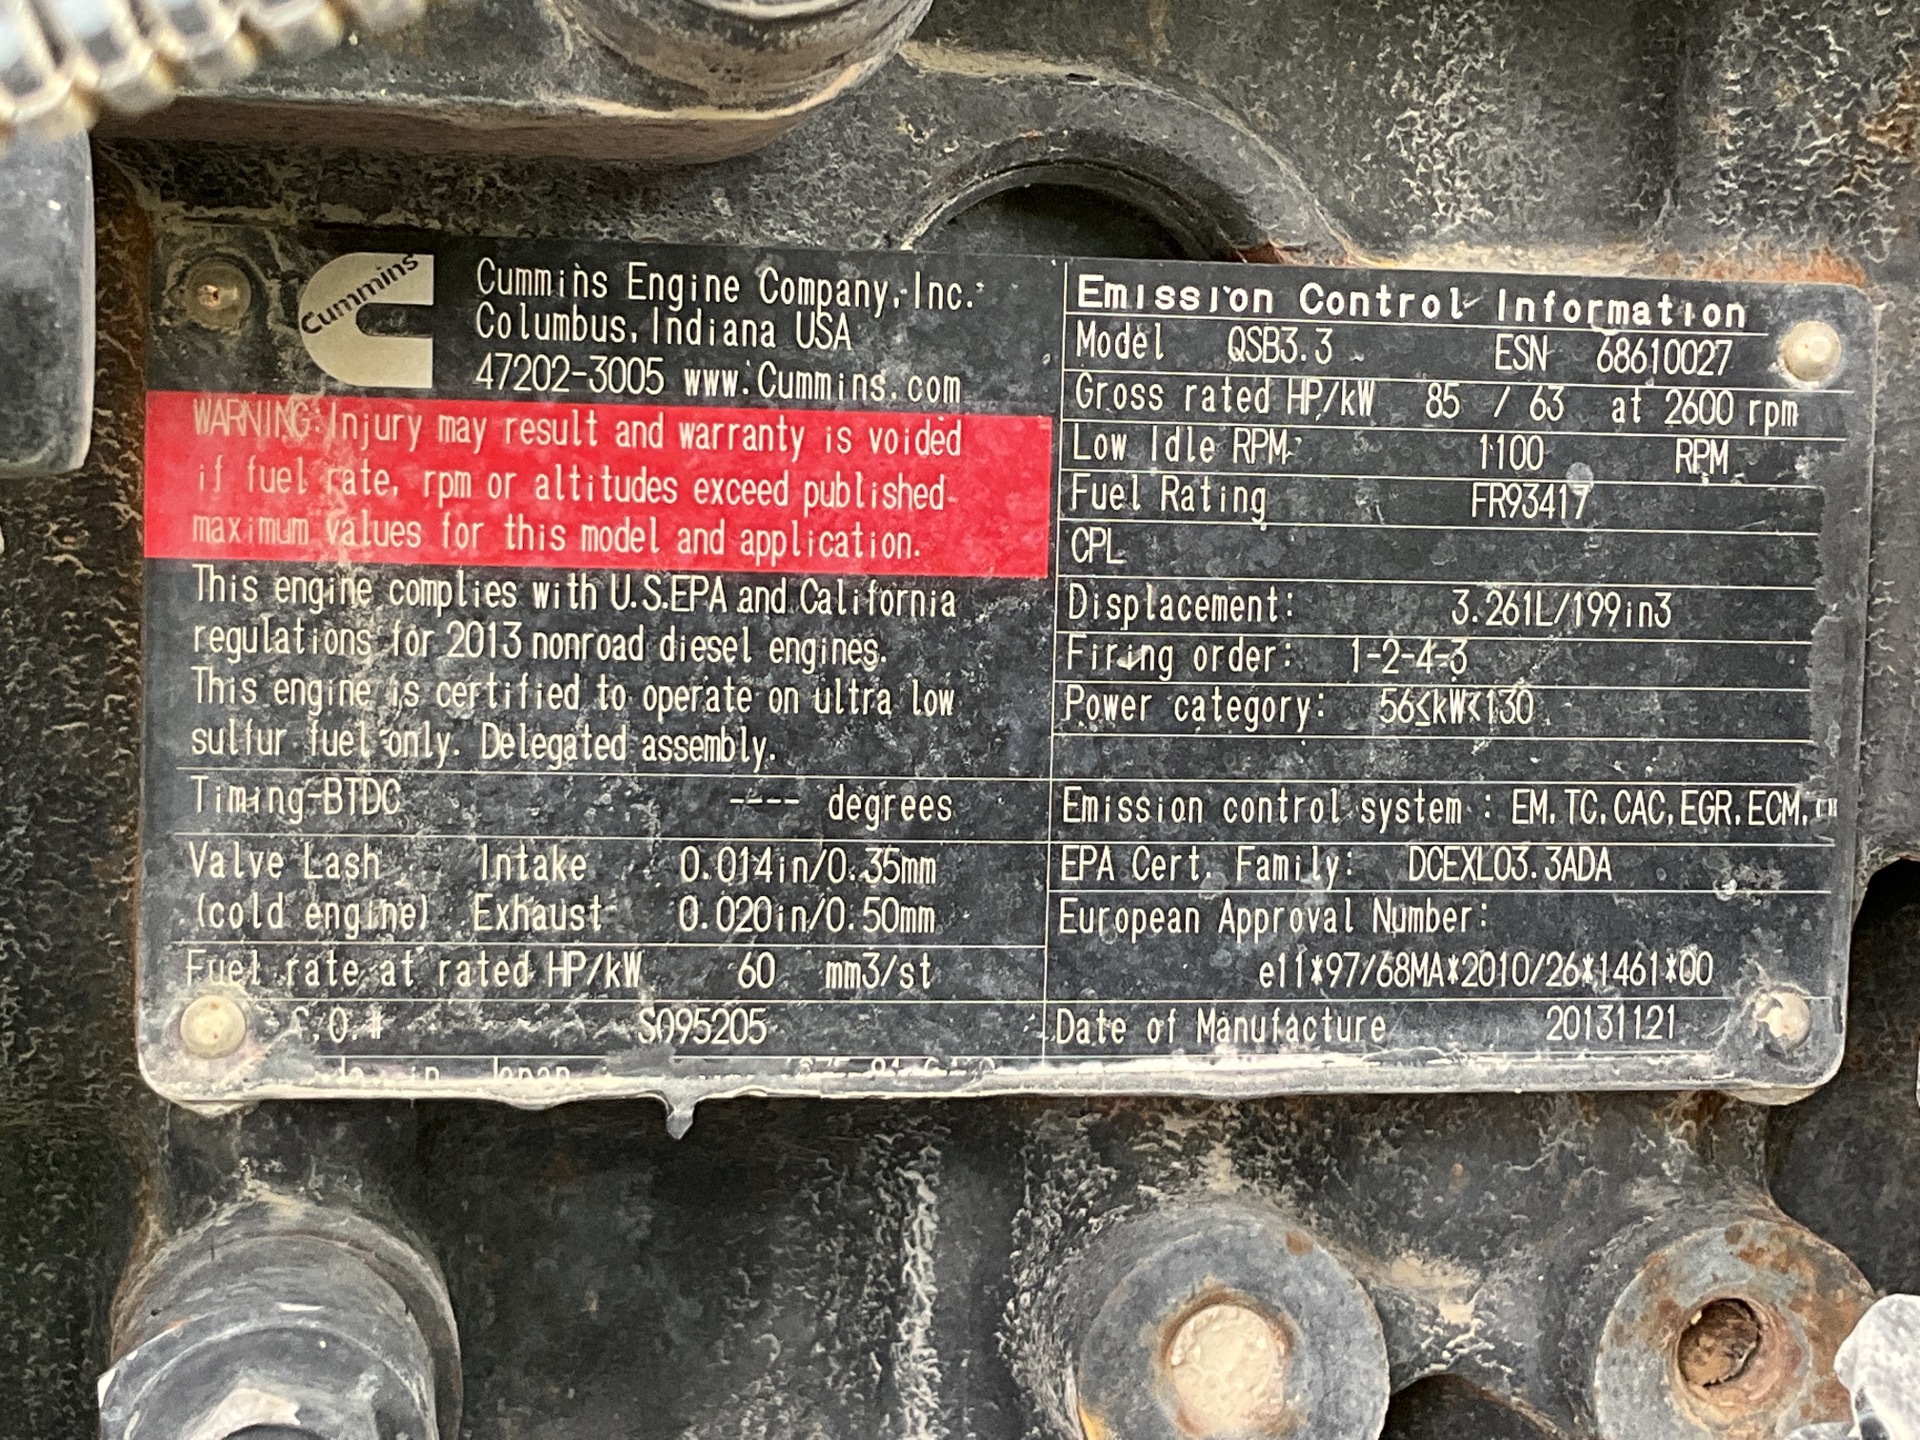 Cummins
Cummins Engine Company, Inc.
Columbus, Indiana USA
47202-3005 www.Cummins.com
WARNING: Injury may result and warranty is voided
if fuel rate, rpm or altitudes exceed published
maximum values for this model and application.
This engine complies with U.S.EPA and California
regulations for 2013 nonroad diesel engines.
This engine is certified to operate on ultra low
sulfur fuel only. Delegated assembly.
Timing-BTDC ---- degrees
Valve Lash Intake 0.014in/0.35mm
(cold engine) Exhaust 0.020in/0.50mm
Fuel rate at rated HP/kW 60 mm3/st
S.O.# SO95205
Emission Control Information
Model QSB3.3 ESN 68610027
Gross rated HP/kW 85 / 63 at 2600 rpm
Low Idle RPM: 1100 RPM
Fuel Rating FR93417
CPL
Displacement: 3.261L/199in3
Firing order: 1-2-4-3
Power category: 56≤kW<130
Emission control system : EM, TC, CAC, EGR, ECM,
EPA Cert. Family: DCEXL03.3ADA
European Approval Number:
e11*97/68MA*2010/26*1461*00
Date of Manufacture 20131121